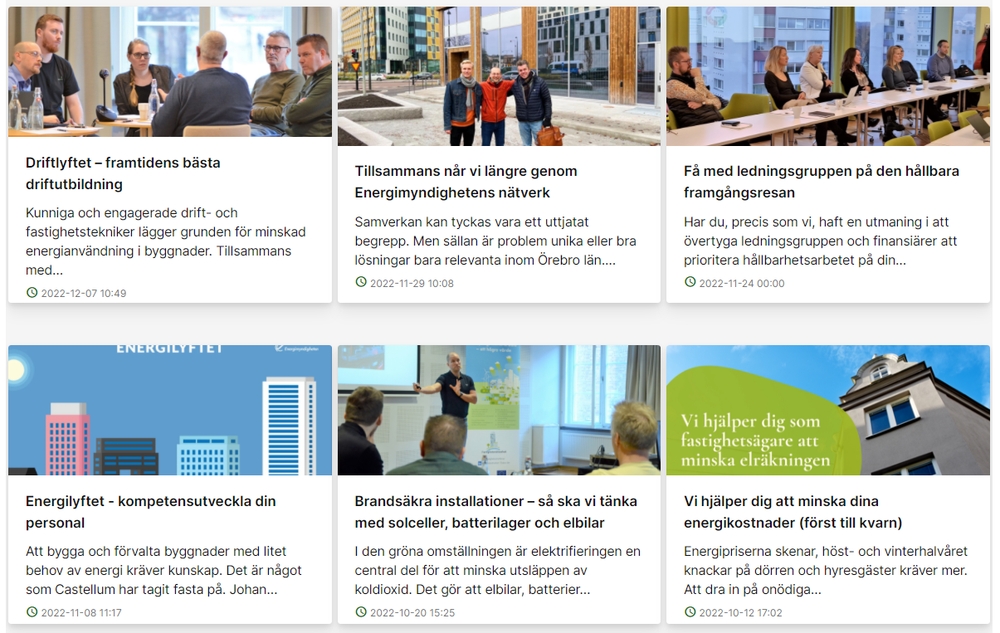 Driftlyftet – framtidens bästa
driftutbildning
Kunniga och engagerade drift- och
fastighetstekniker lägger grunden för minskad
energianvändning i byggnader. Tillsammans
med...
2022-12-07 10:49
Tillsammans når vi längre genom
Energimyndighetens nätverk
Samverkan kan tyckas vara ett uttjatat
begrepp. Men sällan är problem unika eller bra
lösningar bara relevanta inom Örebro län....
2022-11-29 10:08
Få med ledningsgruppen på den hållbara
framgångsresan
Har du, precis som vi, haft en utmaning i att
övertyga ledningsgruppen och finansiärer att
prioritera hållbarhetsarbetet på din...
2022-11-24 00:00
ENERGILYFTET
Energimyndigheten
Energilyftet - kompetensutveckla din
personal
Att bygga och förvalta byggnader med litet
behov av energi kräver kunskap. Det är något
som Castellum har tagit fasta på. Johan...
2022-11-08 11:17
Brandsäkra installationer – så ska vi tänka
med solceller, batterilager och elbilar
I den gröna omställningen är elektrifieringen en
central del för att minska utsläppen av
koldioxid. Det gör att elbilar, batterier...
2022-10-20 15:25
Vi hjälper dig som
fastighetsägare att
minska elräkningen
Vi hjälper dig att minska dina
energikostnader (först till kvarn)
Energipriserna skenar, höst- och vinterhalvåret
knackar på dörren och hyresgäster kräver mer.
Att dra in på onödiga...
2022-10-12 17:02